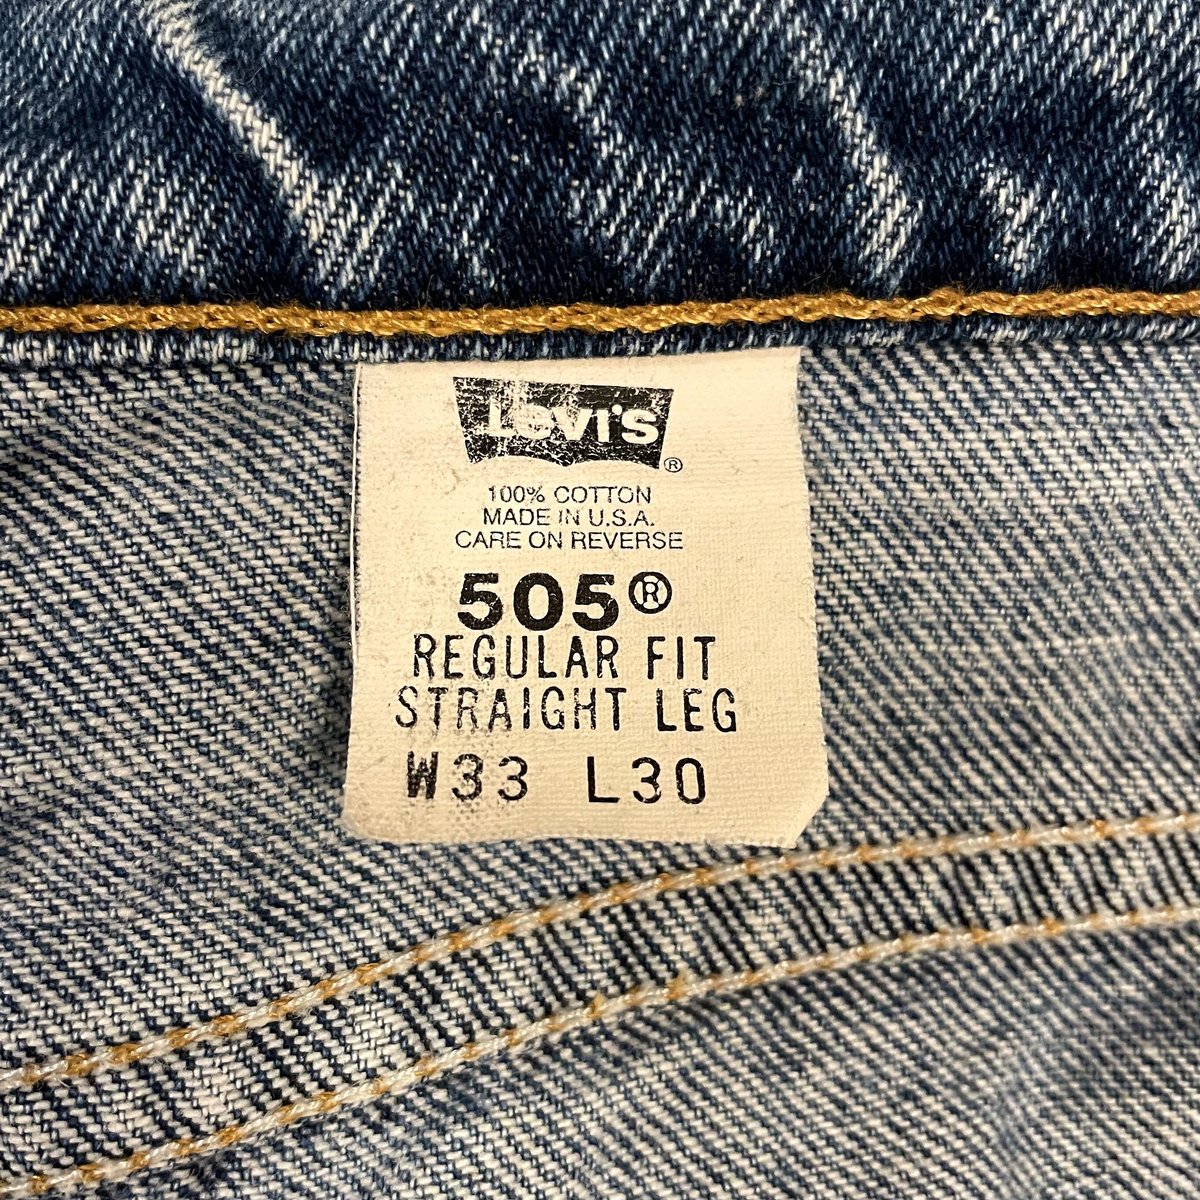 Levi's
®
100% COTTON
MADE IN U.S.A.
CARE ON REVERSE
505®
REGULAR FIT
STRAIGHT LEG
W33 L30